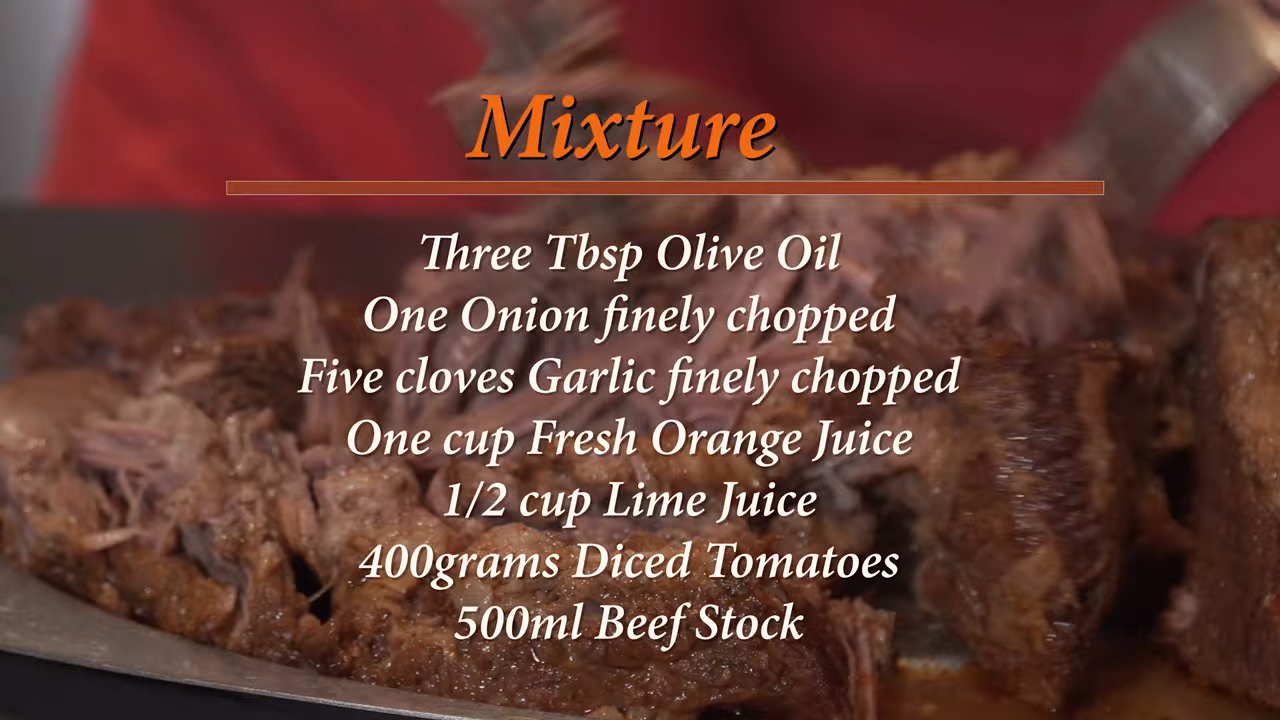 Mixture
Three Tbsp Olive Oil
One Onion finely chopped
Five cloves Garlic finely chopped
One cup Fresh Orange Juice
1/2 cup Lime Juice
400grams Diced Tomatoes
500ml Beef Stock